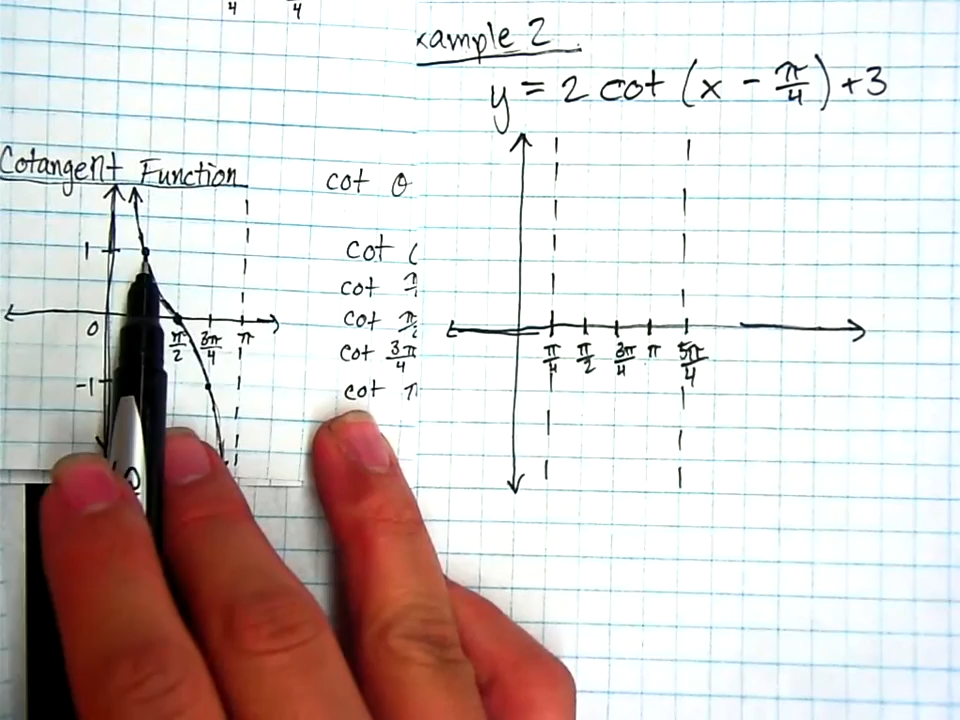 4 4
xample 2
y = 2 cot (x - π/4) + 3
Cotangent Function
cot θ
1
cot
cot
0
π/2 3π/4 π
cot
cot 3π/4
-1
cot π
π/4 π/2 3π/4 π 5π/4